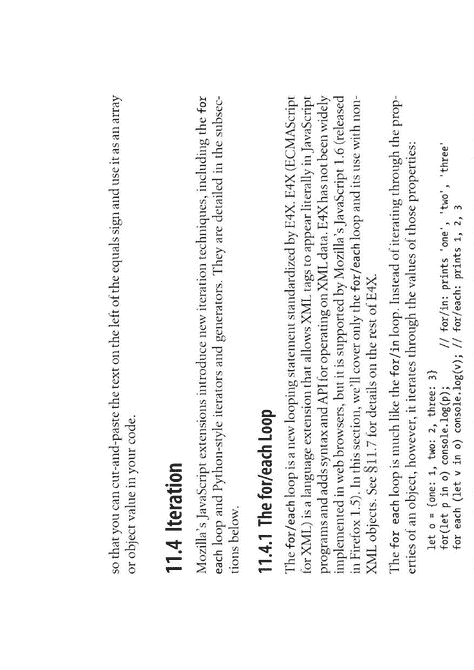 so that you can cut-and-paste the text on the left of the equals sign and use it as an array
or object value in your code.
11.4 Iteration
Mozilla's JavaScript extensions introduce new iteration techniques, including the for
each loop and Python-style iterators and generators. They are detailed in the subsec-
tions below.
11.4.1 The for/each Loop
The for/each loop is a new looping statement standardized by E4X. E4X (ECMAScript
for XML) is a language extension that allows XML tags to appear literally in JavaScript
programs and adds syntax and API for operating on XML data. E4X has not been widely
implemented in web browsers, but it is supported by Mozilla's JavaScript 1.6 (released
in Firefox 1.5). In this section, we'll cover only the for/each loop and its use with non-
XML objects. See §11.7 for details on the rest of E4X.
The for each loop is much like the for/in loop. Instead of iterating through the prop-
erties of an object, however, it iterates through the values of those properties:
let o = {one: 1, two: 2, three: 3}
for(let p in o) console.log(p); // for/in: prints 'one', 'two', 'three'
for each (let v in o) console.log(v); // for/each: prints 1, 2, 3